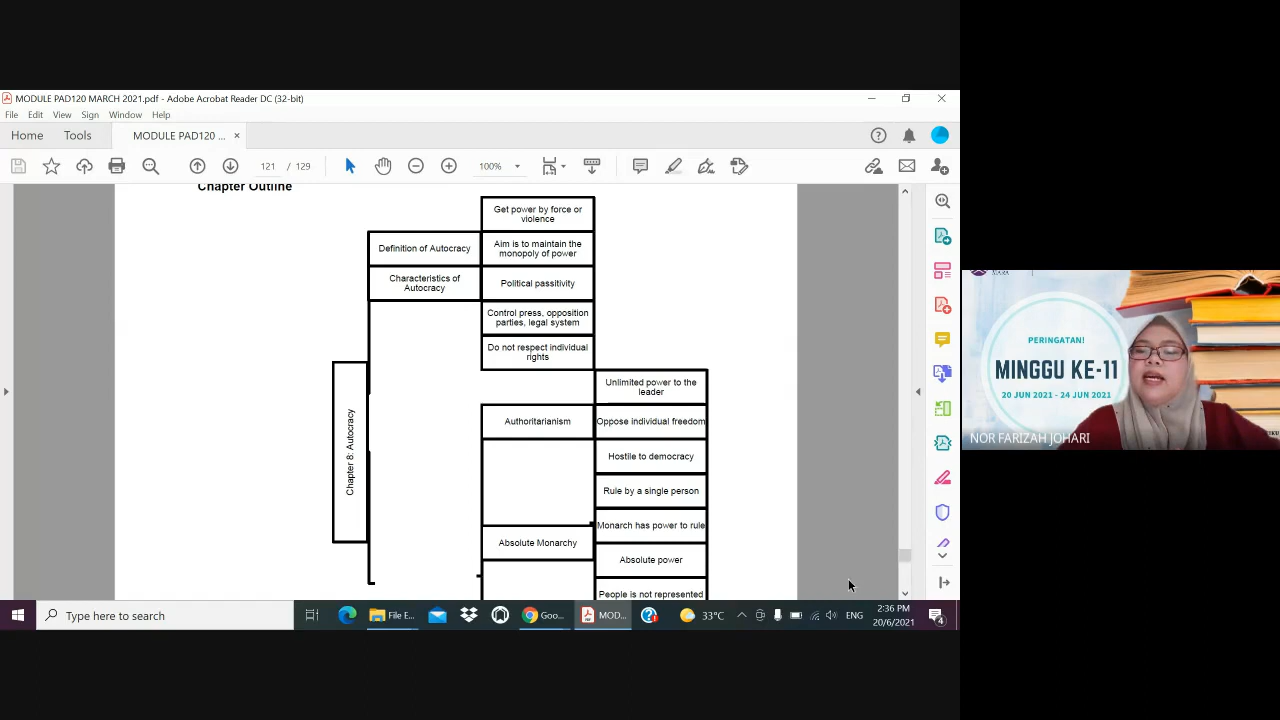 MODULE PAD120 MARCH 2021.pdf - Adobe Acrobat Reader DC (32-bit)
File Edit View Sign Window Help
Home Tools MODULE PAD120 ... ×
121 / 129 100%
Chapter Outline
Get power by force or
violence
Definition of Autocracy
Aim is to maintain the
monopoly of power
Characteristics of
Autocracy
Political passitivity
Control press, opposition
parties, legal system
Do not respect individual
rights
Chapter 8: Autocracy
Unlimited power to the
leader
Authoritarianism
Oppose individual freedom
Hostile to democracy
Rule by a single person
Monarch has power to rule
Absolute Monarchy
Absolute power
People is not represented
PERINGATAN!
MINGGU KE-11
20 JUN 2021 - 24 JUN 2021
NOR FARIZAH JOHARI
Type here to search
File E...
Goo...
MOD...
33°C
ENG
2:36 PM
20/6/2021
4